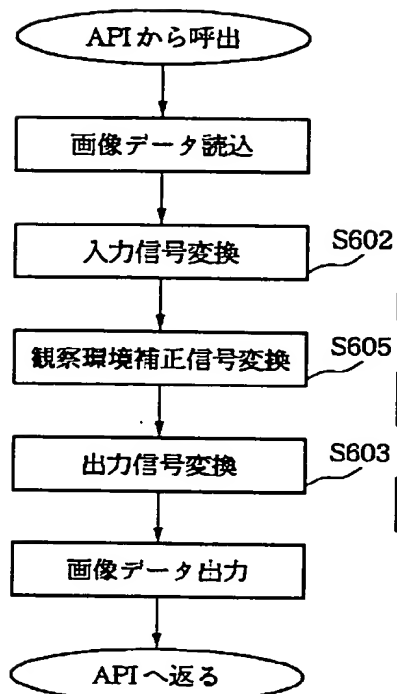 APIから呼出
画像データ読込
入力信号変換
S602
観察環境補正信号変換
S605
出力信号変換
S603
画像データ出力
APIへ返る